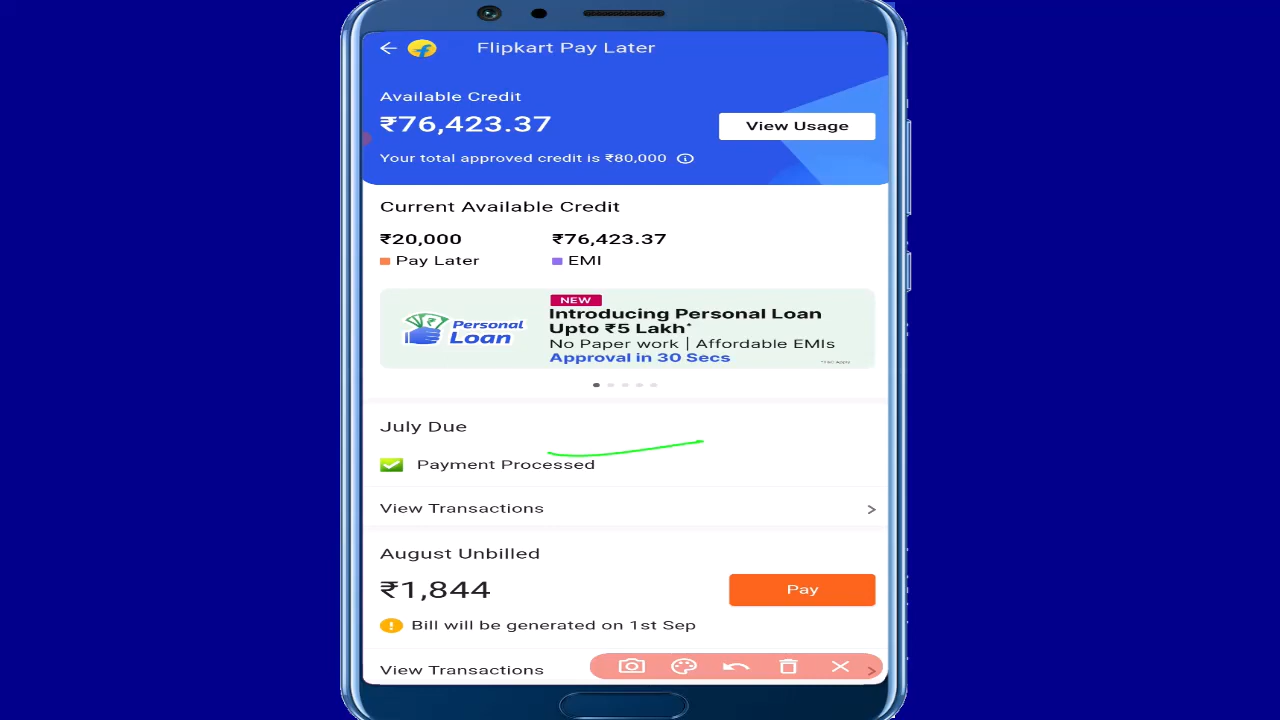 Flipkart Pay Later
Available Credit
₹76,423.37
View Usage
Your total approved credit is ₹80,000
Current Available Credit
₹20,000 ₹76,423.37
Pay Later EMI
NEW
Introducing Personal Loan
Upto ₹5 Lakh*
No Paper work | Affordable EMIs
Approval in 30 Secs
Personal
Loan
*T&C Apply
July Due
Payment Processed
View Transactions
August Unbilled
₹1,844
Pay
Bill will be generated on 1st Sep
View Transactions